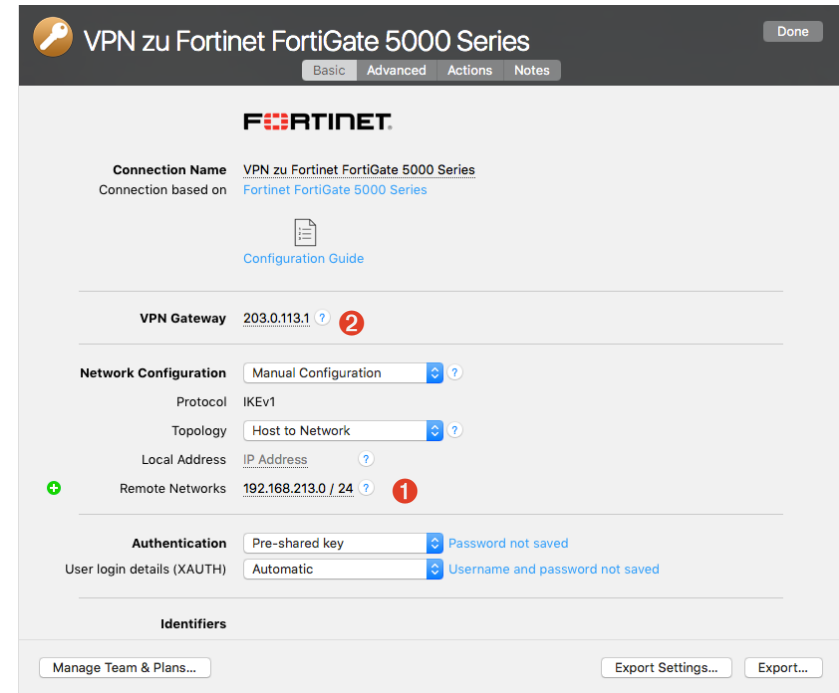 VPN zu Fortinet FortiGate 5000 Series
Done
Basic Advanced Actions Notes
FORTINET.
Connection Name VPN zu Fortinet FortiGate 5000 Series
Connection based on Fortinet FortiGate 5000 Series
Configuration Guide
VPN Gateway 203.0.113.1 ? 2
Network Configuration Manual Configuration ?
Protocol IKEv1
Topology Host to Network ?
Local Address IP Address ?
Remote Networks 192.168.213.0 / 24 ? 1
Authentication Pre-shared key Password not saved
User login details (XAUTH) Automatic Username and password not saved
Identifiers
Manage Team & Plans... Export Settings... Export...